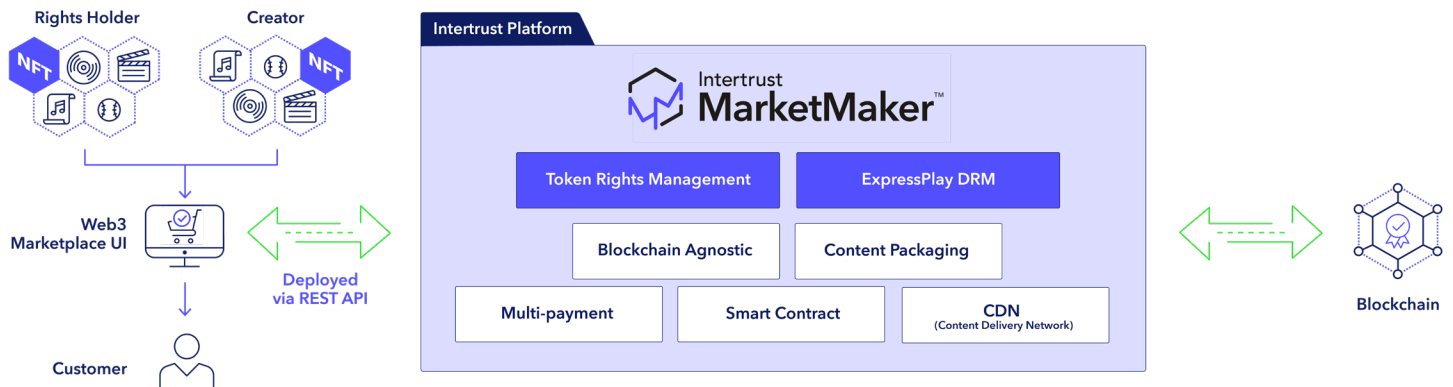 Rights Holder
Creator
NFT
NFT
Web3
Marketplace UI
Deployed
via REST API
Customer
Intertrust Platform
Intertrust
MarketMaker™
Token Rights Management
ExpressPlay DRM
Blockchain Agnostic
Content Packaging
Multi-payment
Smart Contract
CDN
(Content Delivery Network)
Blockchain